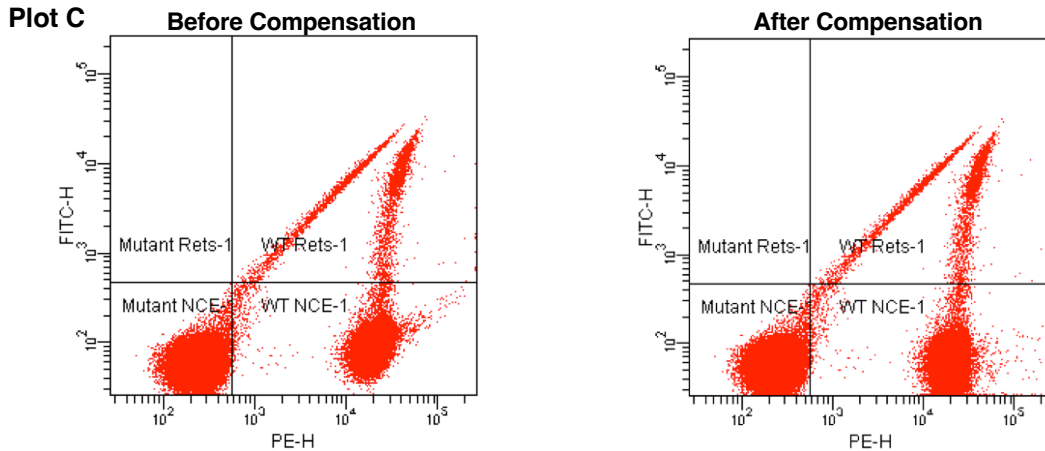 Plot C
Before Compensation
FITC-H
10^5
10^4
10^3
10^2
Mutant Rets-1
WT Rets-1
Mutant NCE-1
WT NCE-1
10^2
10^3
10^4
10^5
PE-H
After Compensation
FITC-H
10^5
10^4
10^3
10^2
Mutant Rets-1
WT Rets-1
Mutant NCE-1
WT NCE-1
10^2
10^3
10^4
10^5
PE-H